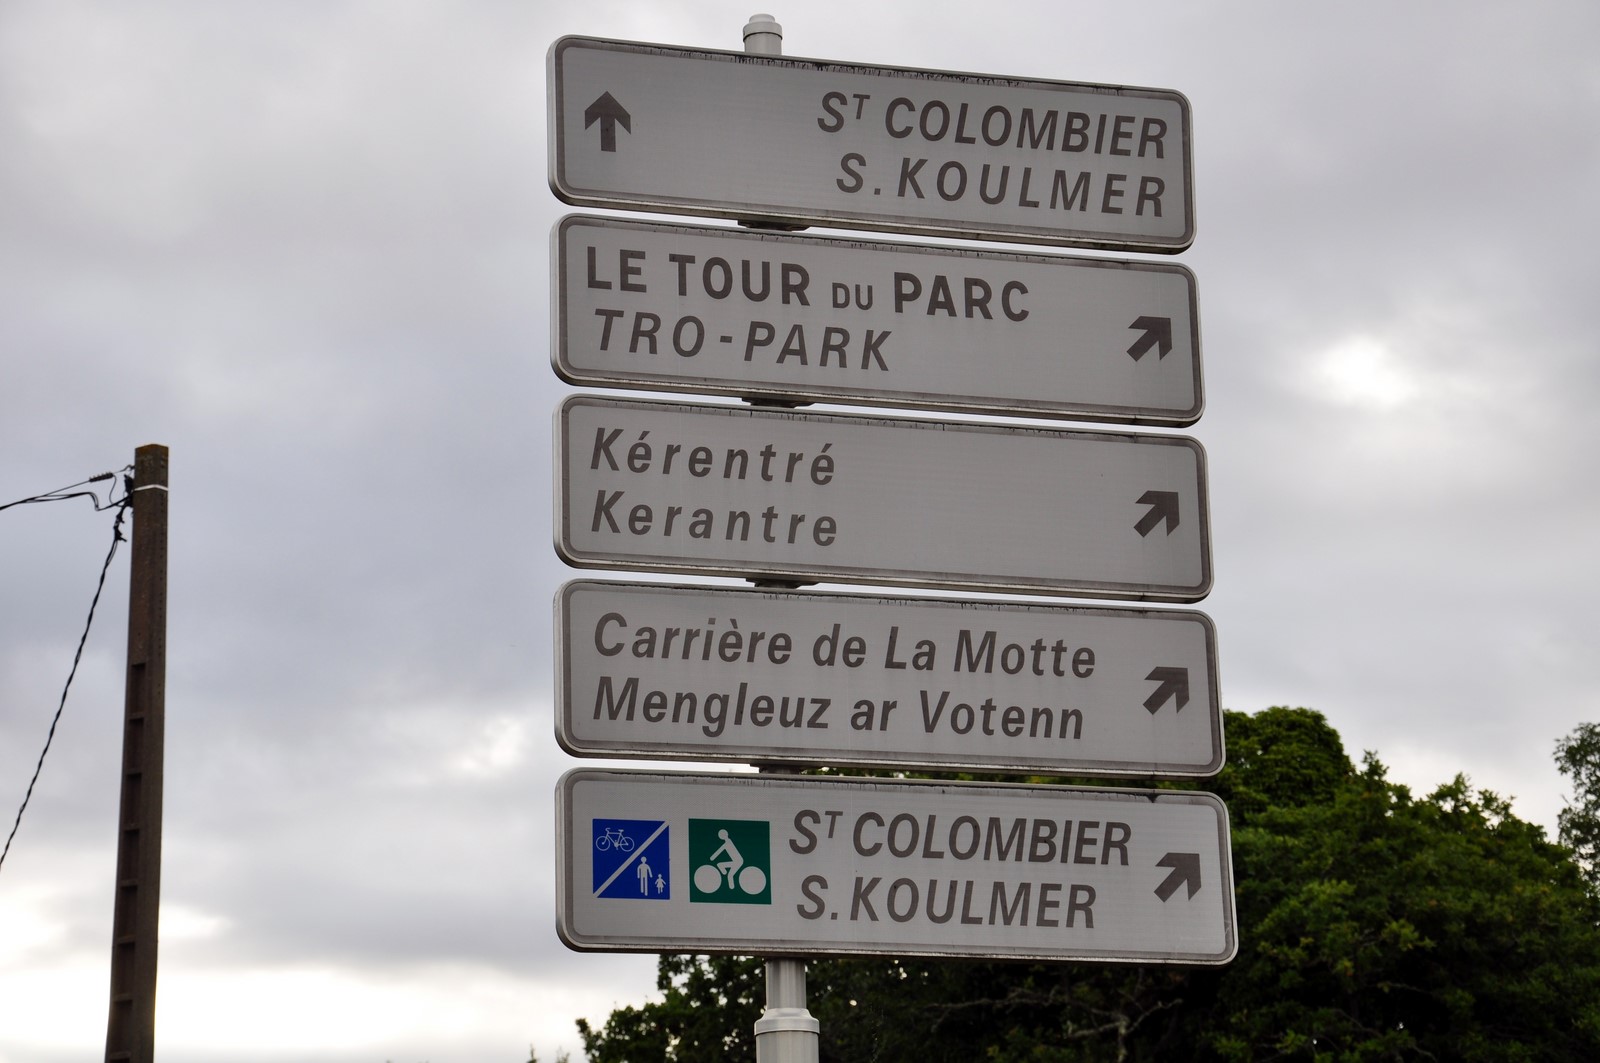 ST COLOMBIER
S. KOULMER
LE TOUR DU PARC
TRO-PARK
Kérentré
Kerantre
Carrière de La Motte
Mengleuz ar Votenn
ST COLOMBIER
S. KOULMER